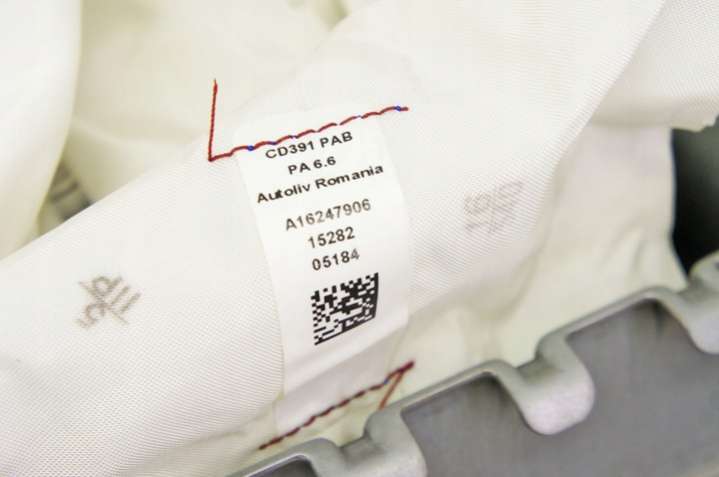 CD391 PAB
PA 6.6
Autoliv Romania
A16247906
15282
05184